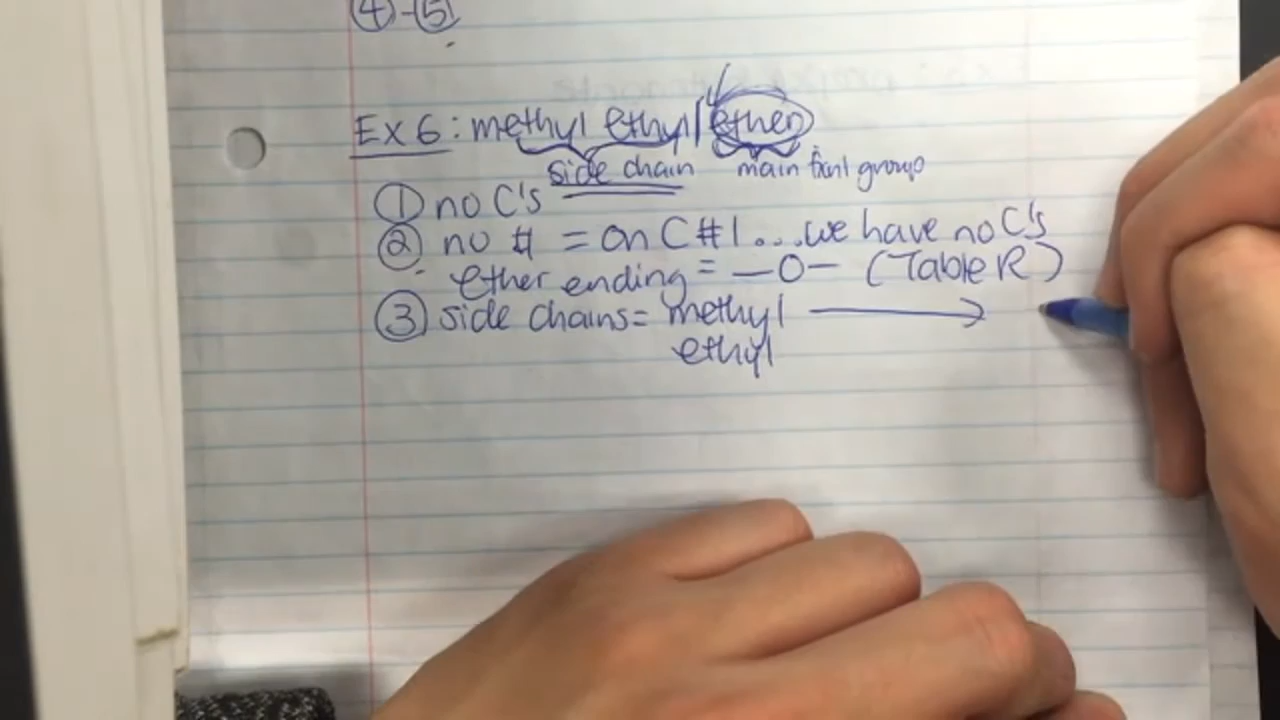 ④-⑤
Ex 6: methyl ethyl ether
side chain main funl group
① no C's
② no # = on C#1...we have no C's
ether ending = —O— (Table R)
③ side chains= methyl →
ethyl